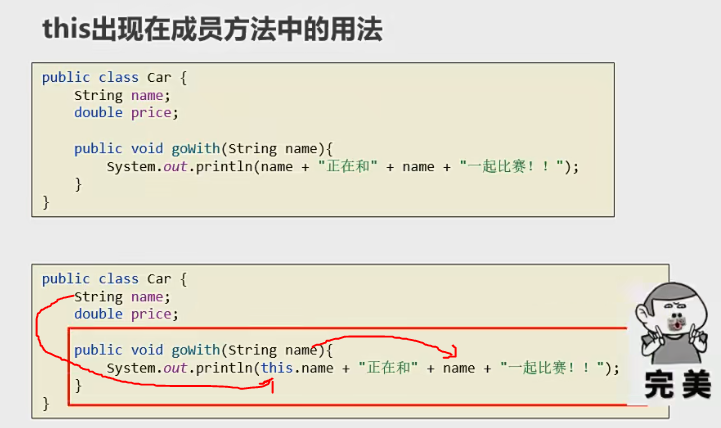 this出现在成员方法中的用法
public class Car {
String name;
double price;
public void goWith(String name){
System.out.println(name + "正在和" + name + "一起比赛！！");
}
}
public class Car {
String name;
double price;
public void goWith(String name){
System.out.println(this.name + "正在和" + name + "一起比赛！！");
}
}
完美